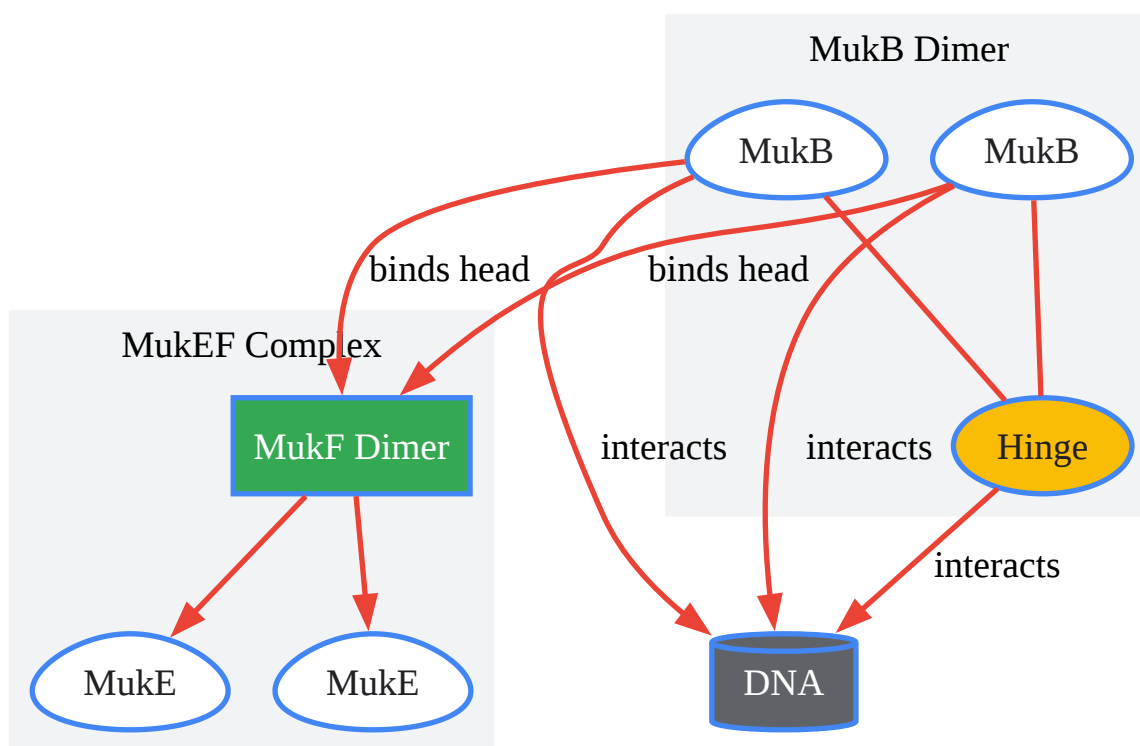 MukB Dimer
MukB
MukB
binds head
binds head
MukEF Complex
MukF Dimer
interacts
interacts
Hinge
interacts
MukE
MukE
DNA